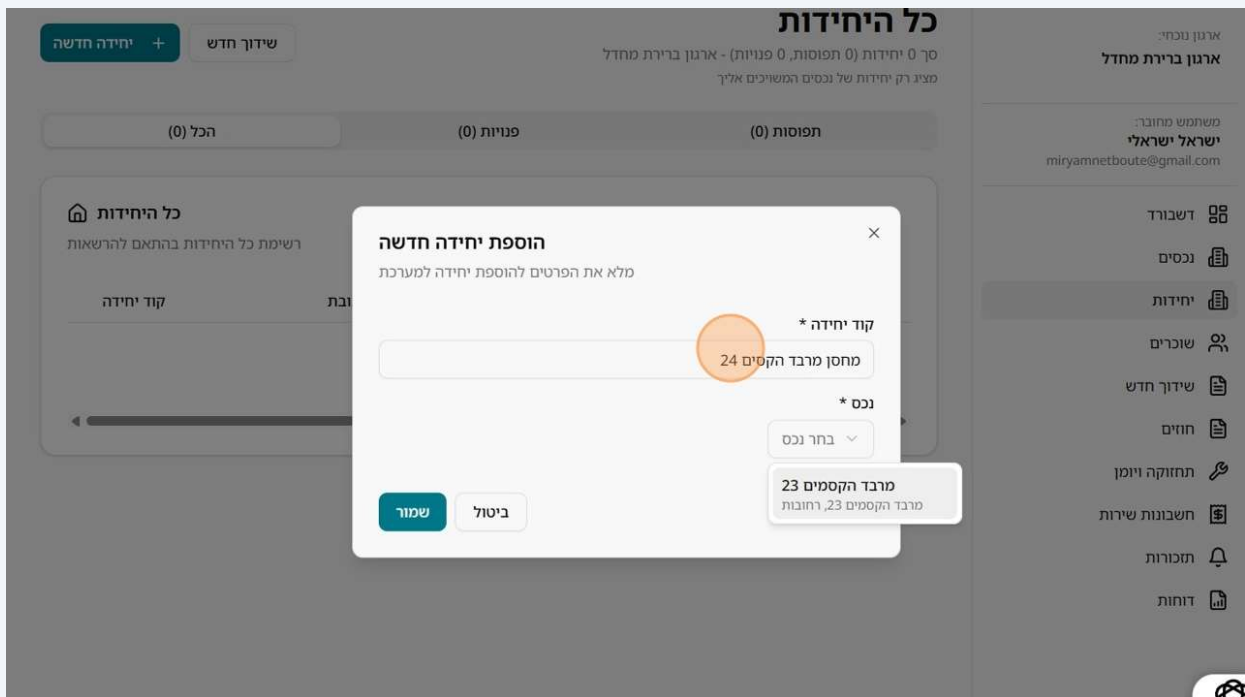 ארגון נוכחי:
ארגון ברירת מחדל
משתמש מחובר:
ישראל ישראלי
miryamnetboute@gmail.com
דשבורד
נכסים
יחידות
שוכרים
שידוך חדש
חוזים
תחזוקה ויומן
חשבונות שירות
תזכורות
דוחות
כל היחידות
סך 0 יחידות (0 תפוסות, 0 פנויות) - ארגון ברירת מחדל
מציג רק יחידות של נכסים המשויכים אליך
שידוך חדש
+ יחידה חדשה
תפוסות (0)
פנויות (0)
הכל (0)
כל היחידות
רשימת כל היחידות בהתאם להרשאות
קוד יחידה
הוספת יחידה חדשה
מלא את הפרטים להוספת יחידה למערכת
קוד יחידה *
מחסן מרבד הקסים 24
נכס *
בחר נכס
מרבד הקסמים 23
מרבד הקסמים 23, רחובות
ביטול
שמור